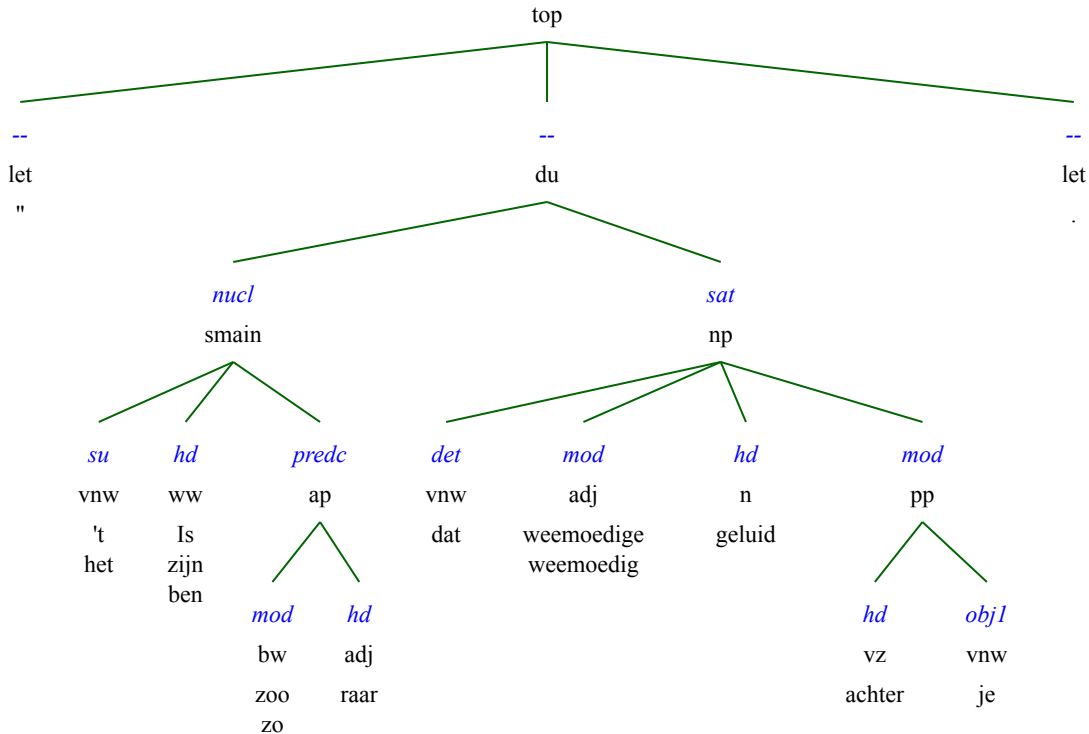 top
-- -- --
let du let
" .
nucl sat
smain np
su hd predc det mod hd mod
vnw ww ap vnw adj n pp
't Is dat weemoedige geluid
het zijn weemoedig
ben
mod hd hd obj1
bw adj vz vnw
zoo raar achter je
zo